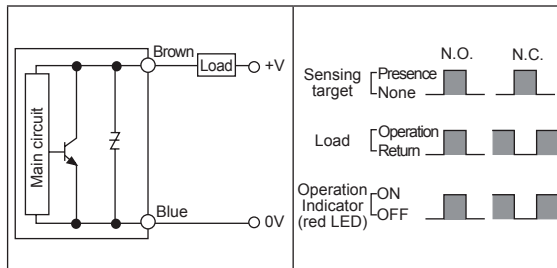 Main circuit
Brown
Load
+V
Blue
0V
N.O.
N.C.
Sensing target
Presence
None
Load
Operation
Return
Operation Indicator (red LED)
ON
OFF